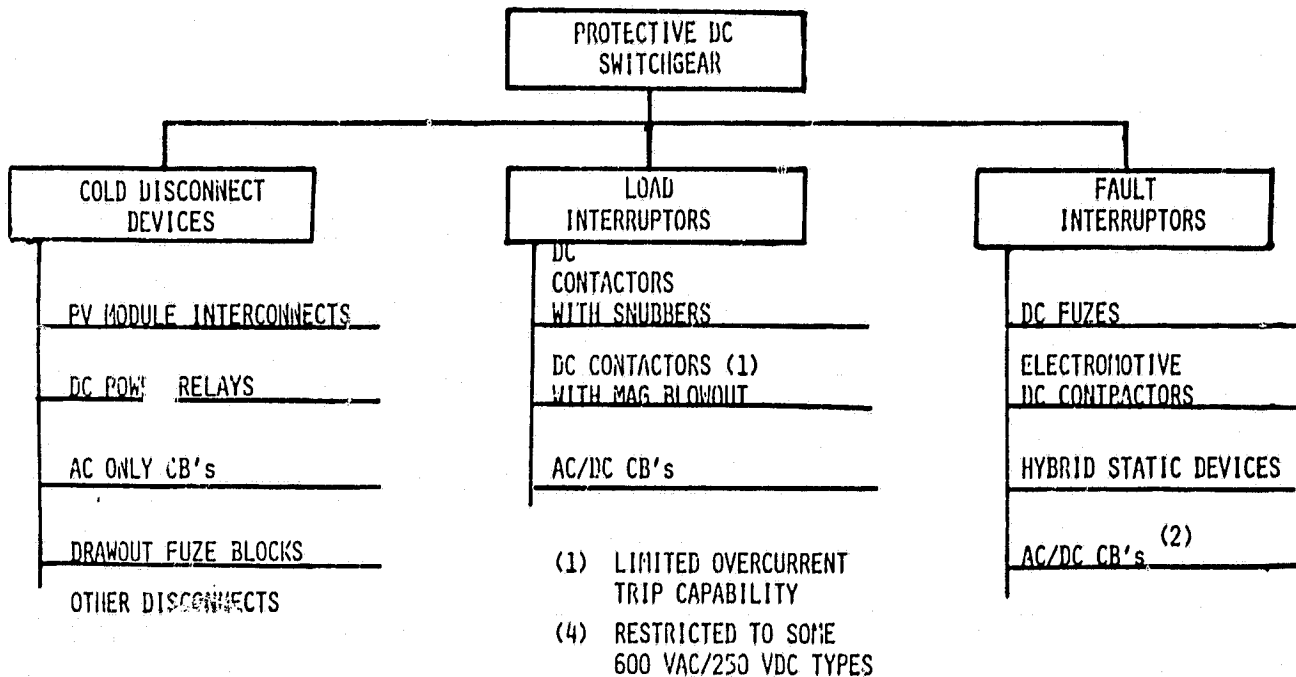 PROTECTIVE DC
SWITCHGEAR
COLD DISCONNECT
DEVICES
PV MODULE INTERCONNECTS
DC POW RELAYS
AC ONLY CB's
DRAWOUT FUZE BLOCKS
OTHER DISCONNECTS
LOAD
INTERRUPTORS
DC
CONTACTORS
WITH SNUBBERS
DC CONTACTORS (1)
WITH MAG BLOWOUT
AC/DC CB's
(1) LIMITED OVERCURRENT
TRIP CAPABILITY
(4) RESTRICTED TO SOME
600 VAC/250 VDC TYPES
FAULT
INTERRUPTORS
DC FUZES
ELECTROMOTIVE
DC CONTPACTORS
HYBRID STATIC DEVICES
AC/DC CB's (2)